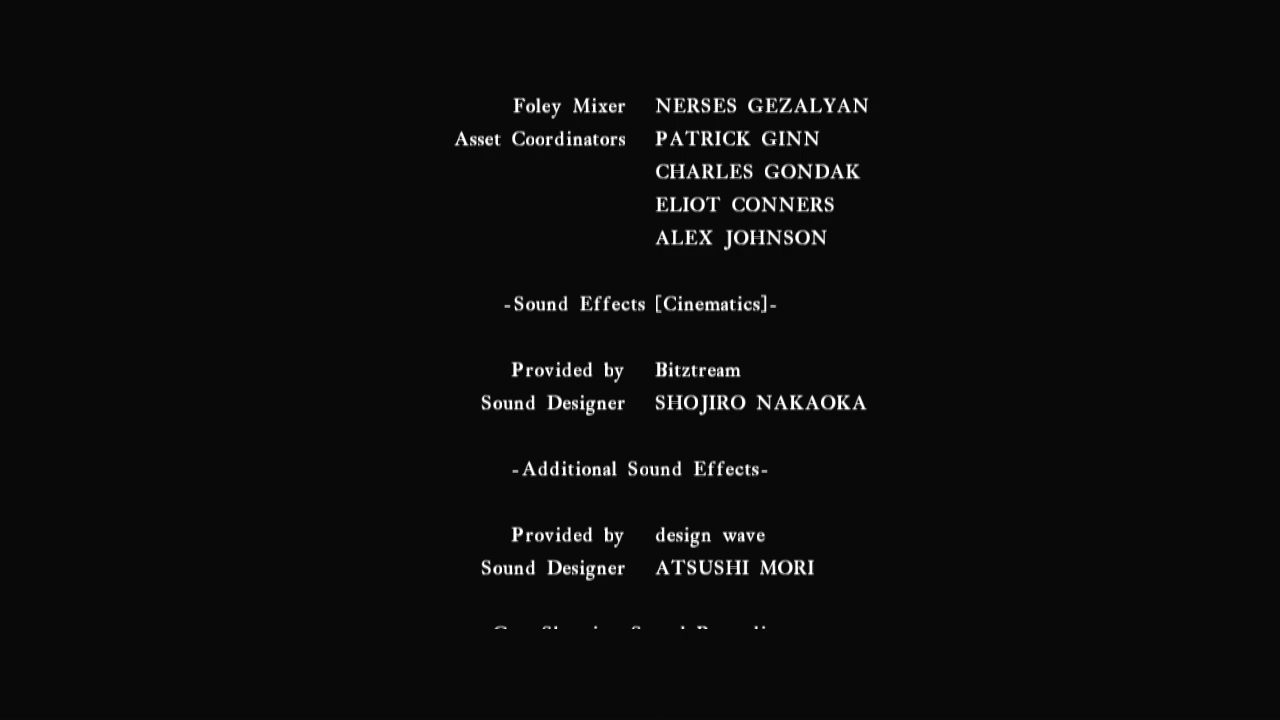 Foley Mixer NERSES GEZALYAN
Asset Coordinators PATRICK GINN
CHARLES GONDAK
ELIOT CONNERS
ALEX JOHNSON
-Sound Effects [Cinematics]-
Provided by Bitztream
Sound Designer SHOJIRO NAKAOKA
-Additional Sound Effects-
Provided by design wave
Sound Designer ATSUSHI MORI